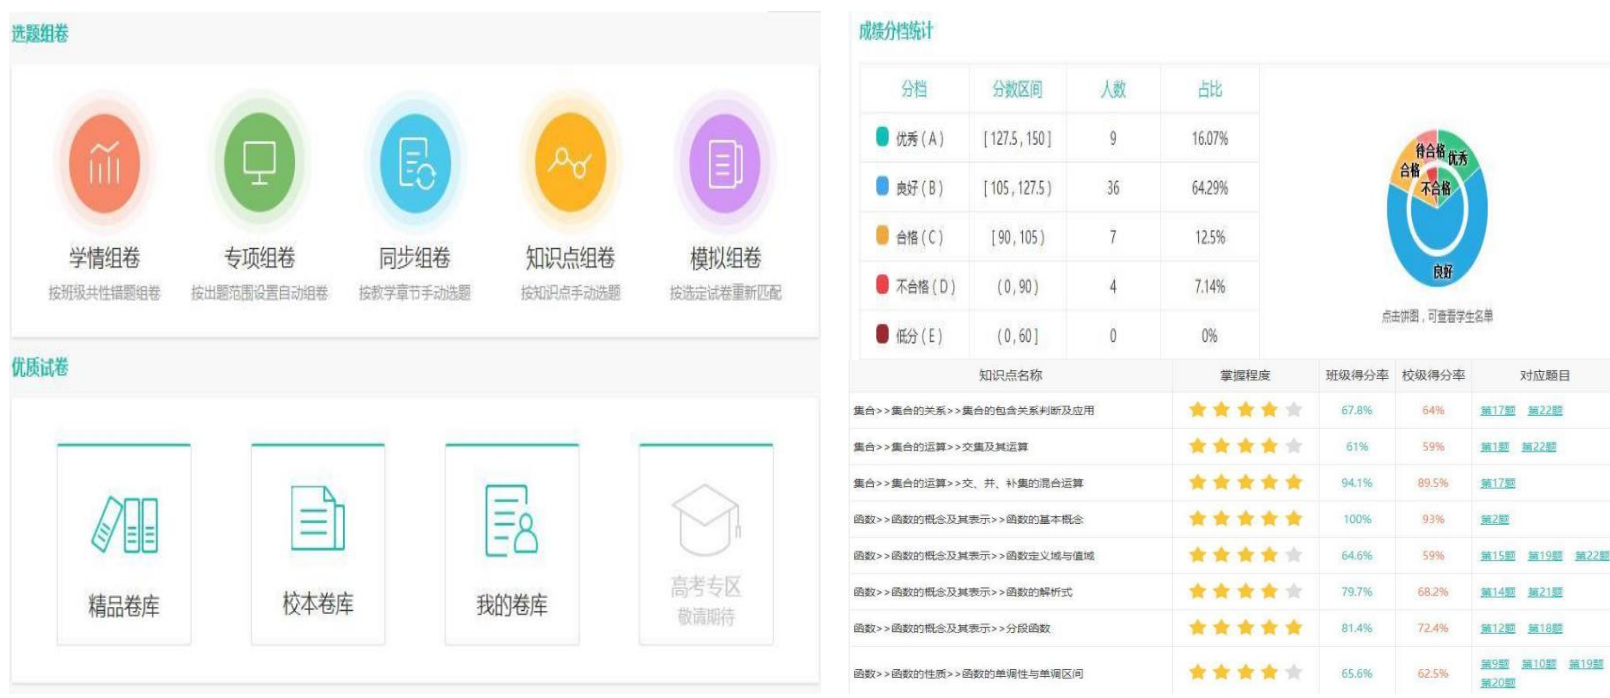 选题组卷
学情组卷 专项组卷 同步组卷 知识点组卷 模拟组卷
按班级共性错题组卷 按出题范围设置自动组卷 按教学章节手动选题 按知识点手动选题 按选定试卷重新匹配
优质试卷
精品卷库 校本卷库 我的卷库 高考专区
敬请期待
成绩分档统计
分档 分数区间 人数 占比
优秀(A) [127.5,150] 9 16.07%
良好(B) [105,127.5) 36 64.29%
合格(C) [90,105) 7 12.5%
不合格(D) (0,90) 4 7.14%
低分(E) (0,60] 0 0%
待合格
优秀
合格
不合格
良好
点击饼图,可查看学生名单
知识点名称 掌握程度 班级得分率 校级得分率 对应题目
集合>>集合的关系>>集合的包含关系判断及应用 67.8% 64% 第17题 第22题
集合>>集合的运算>>交集及其运算 61% 59% 第1题 第22题
集合>>集合的运算>>交、并、补集的混合运算 94.1% 89.5% 第17题
函数>>函数的概念及其表示>>函数的基本概念 100% 93% 第2题
函数>>函数的概念及其表示>>函数定义域与值域 64.6% 59% 第15题 第19题 第22题
函数>>函数的概念及其表示>>函数的解析式 79.7% 68.2% 第14题 第21题
函数>>函数的概念及其表示>>分段函数 81.4% 72.4% 第12题 第18题
函数>>函数的性质>>函数的单调性与单调区间 65.6% 62.5% 第9题 第10题 第19题
第20题